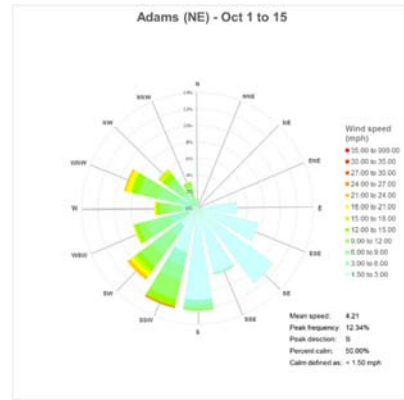 Adams (NE) - Oct 1 to 15
N
NNW
NNE
14%
NW
NE
12%
10%
8%
WNW
ENE
W
E
WSW
ESE
SW
SE
SSW
SSE
S
Wind speed
(mph)
35.00 to 999.00
30.00 to 35.00
27.00 to 30.00
24.00 to 27.00
21.00 to 24.00
18.00 to 21.00
15.00 to 18.00
12.00 to 15.00
9.00 to 12.00
6.00 to 9.00
3.00 to 6.00
1.50 to 3.00
Mean speed: 4.21
Peak frequency: 12.34%
Peak direction: S
Percent calm: 50.00%
Calm defined as: < 1.50 mph